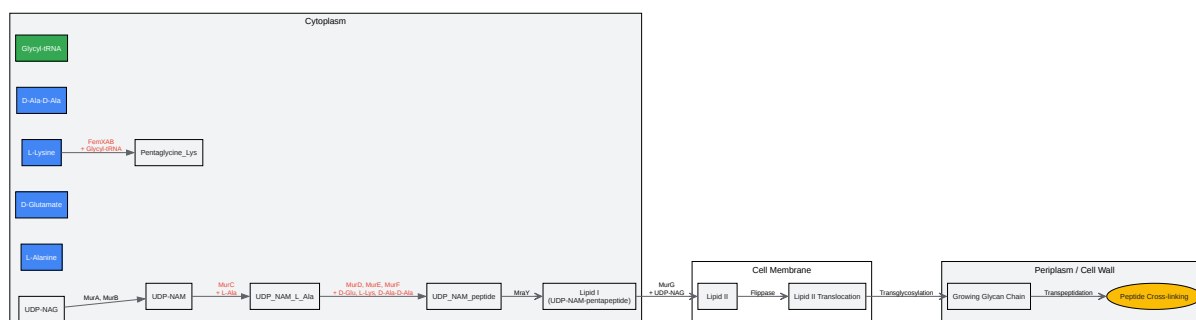 Cytoplasm
Glycyl-tRNA
D-Ala-D-Ala
L-Lysine
FemXAB
+ Glycyl-tRNA
Pentaglycine_Lys
D-Glutamate
L-Alanine
UDP-NAG
MurA, MurB
UDP-NAM
MurC
+ L-Ala
UDP_NAM_L_Ala
MurD, MurE, MurF
+ D-Glu, L-Lys, D-Ala-D-Ala
UDP_NAM_peptide
MraY
Lipid I
(UDP-NAM-pentapeptide)
MurG
+ UDP-NAG
Cell Membrane
Lipid II
Flippase
Lipid II Translocation
Transglycosylation
Periplasm / Cell Wall
Growing Glycan Chain
Transpeptidation
Peptide Cross-linking